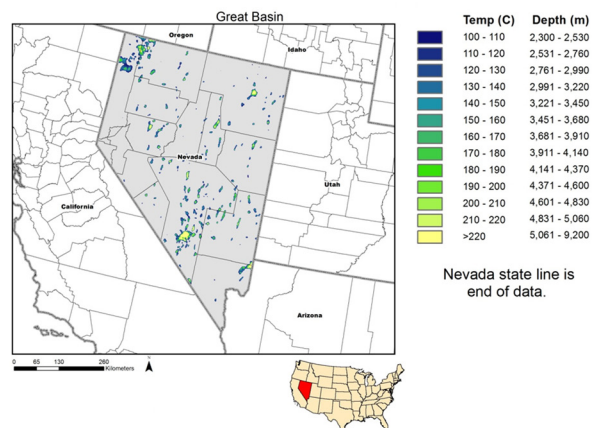 Great Basin
Oregon
Idaho
Nevada
Utah
California
Arizona
0 65 130 260
Kilometers
N
Temp (C) Depth (m)
100 - 110 2,300 - 2,530
110 - 120 2,531 - 2,760
120 - 130 2,761 - 2,990
130 - 140 2,991 - 3,220
140 - 150 3,221 - 3,450
150 - 160 3,451 - 3,680
160 - 170 3,681 - 3,910
170 - 180 3,911 - 4,140
180 - 190 4,141 - 4,370
190 - 200 4,371 - 4,600
200 - 210 4,601 - 4,830
210 - 220 4,831 - 5,060
>220 5,061 - 9,200
Nevada state line is
end of data.